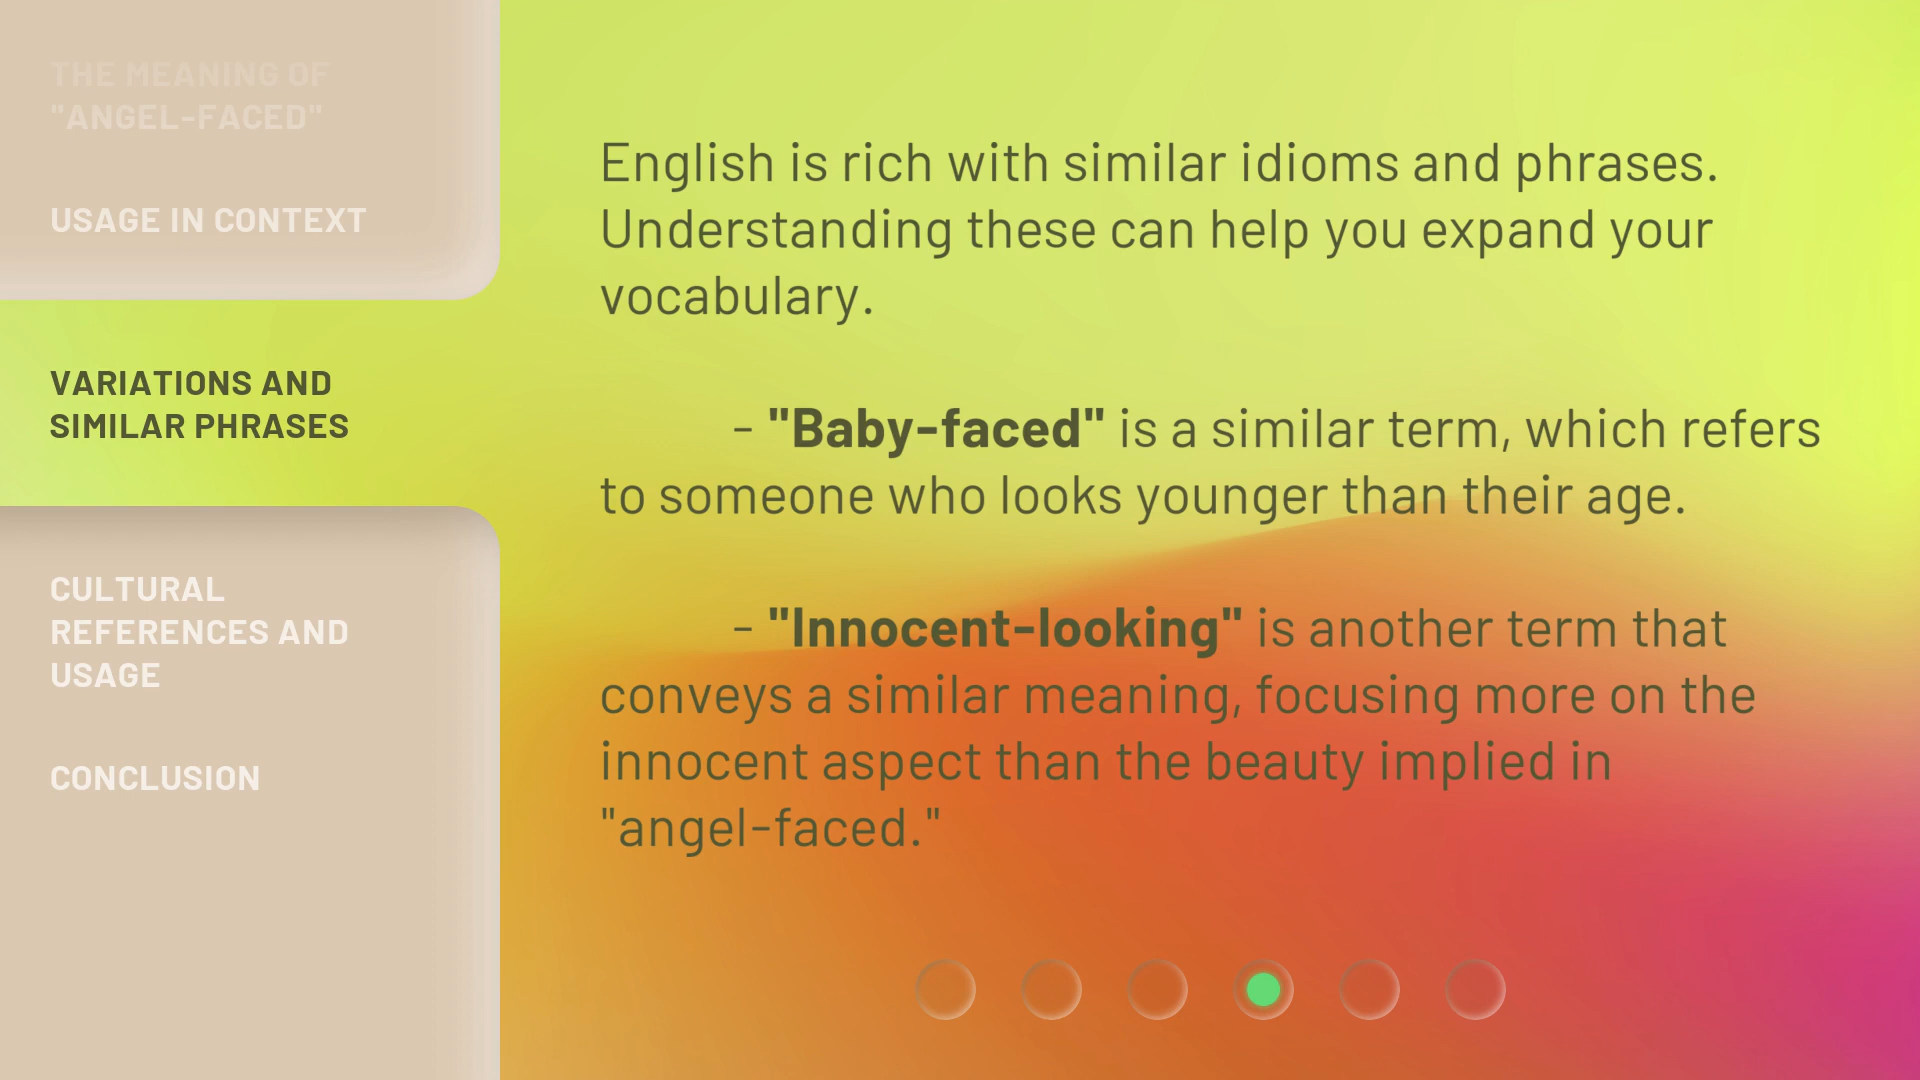 THE MEANING OF
"ANGEL-FACED"
USAGE IN CONTEXT
VARIATIONS AND
SIMILAR PHRASES
CULTURAL
REFERENCES AND
USAGE
CONCLUSION
English is rich with similar idioms and phrases.
Understanding these can help you expand your
vocabulary.
- "Baby-faced" is a similar term, which refers
to someone who looks younger than their age.
- "Innocent-looking" is another term that
conveys a similar meaning, focusing more on the
innocent aspect than the beauty implied in
"angel-faced."